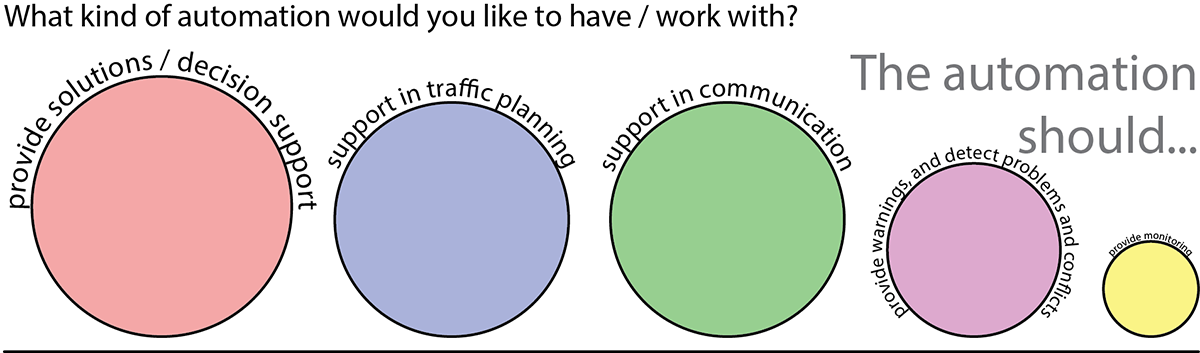 What kind of automation would you like to have / work with?
The automation
should...
provide solutions / decision support
support in traffic planning
support in communication
provide warnings, and detect problems and conflicts
provide monitoring